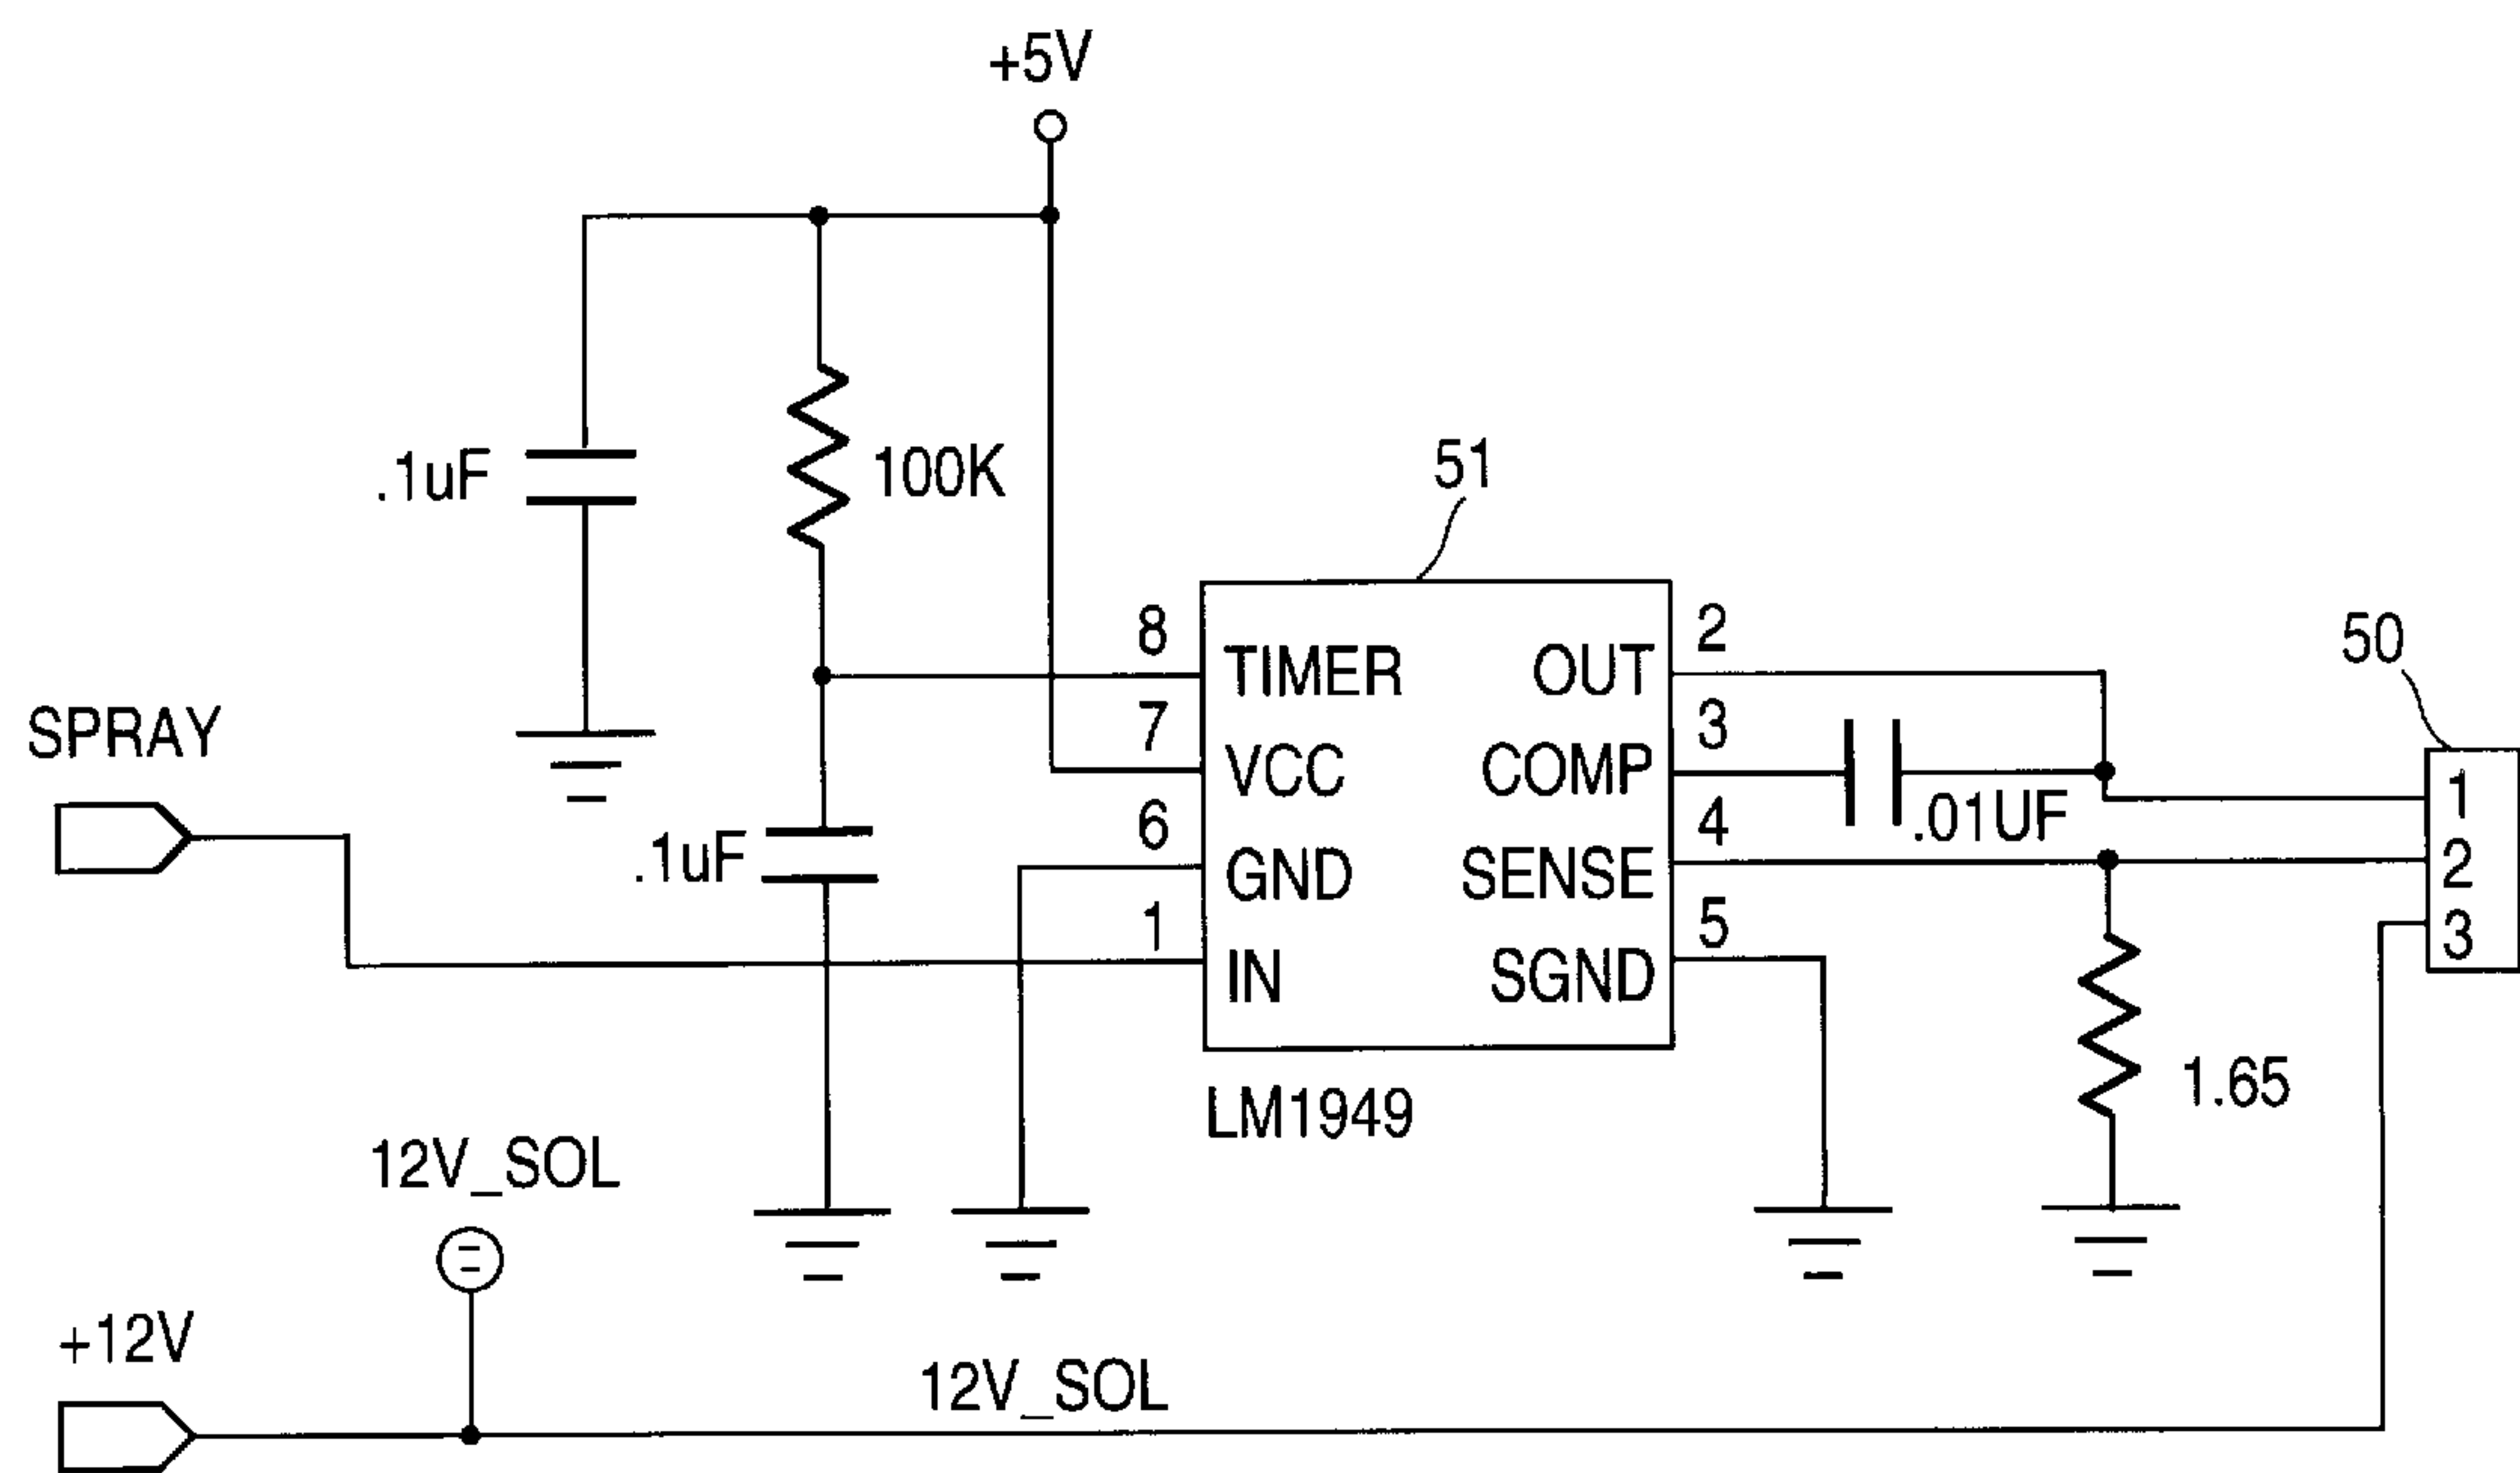 +5V
.1uF
100K
51
50
SPRAY
8
TIMER
OUT
2
7
VCC
COMP
3
.1uF
6
GND
SENSE
4
.01UF
1
IN
SGND
5
1
2
3
LM1949
1.65
12V_SOL
+12V
12V_SOL